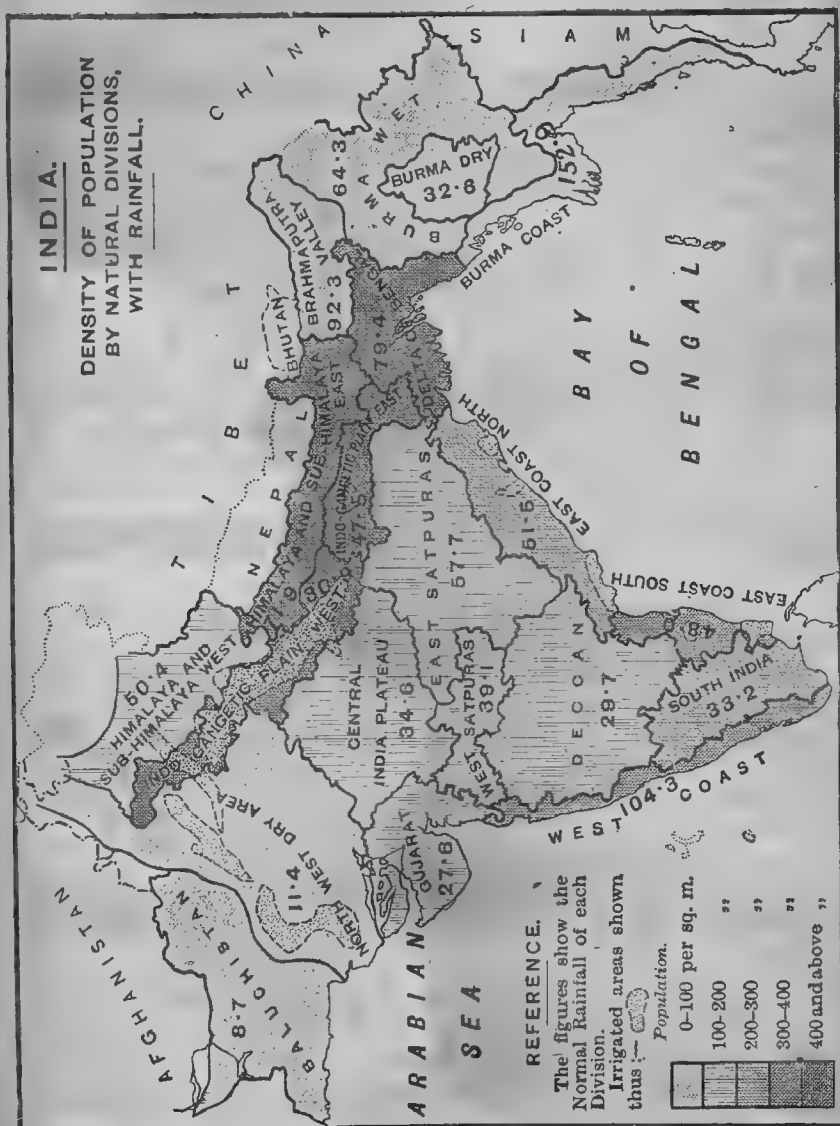 INDIA.
DENSITY OF POPULATION
BY NATURAL DIVISIONS,
WITH RAINFALL.
CHINA
SIAM
TIBET
AFGHANISTAN
NEPAL
BHUTAN
BRAHMAPUTRA
VALLEY
92·3
64·3
BURMA WET
BURMA DRY
32·6
152·9
BURMA COAST
50·4
HIMALAYA AND
SUB-HIMALAYA WEST
HIMALAYA AND SUB HIMALAYA
EAST
INDO GANGETIC PLAIN WEST
INDO-GANGETIC PLAIN EAST
47·5
DELTA
BENGAL
79·4
BALUCHISTAN
8·7
NORTH WEST DRY AREA
11·4
GUJARAT
27·6
CENTRAL
INDIA PLATEAU
34·6
EAST SATPURAS
57·7
WEST SATPURAS
39·1
DECCAN
29·7
EAST COAST NORTH
51·5
EAST COAST SOUTH
SOUTH INDIA
33·2
WEST COAST
104·3
ARABIAN
SEA
BAY
OF
BENGAL
REFERENCE.
The figures show the
Normal Rainfall of each
Division.
Irrigated areas shown
thus :—
Population.
0–100 per sq. m.
100–200 „
200–300 „
300–400 „
400 and above „